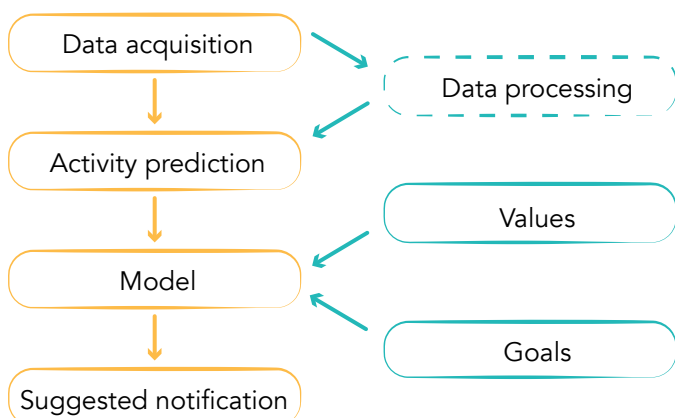 Data acquisition
Data processing
Activity prediction
Values
Model
Goals
Suggested notification